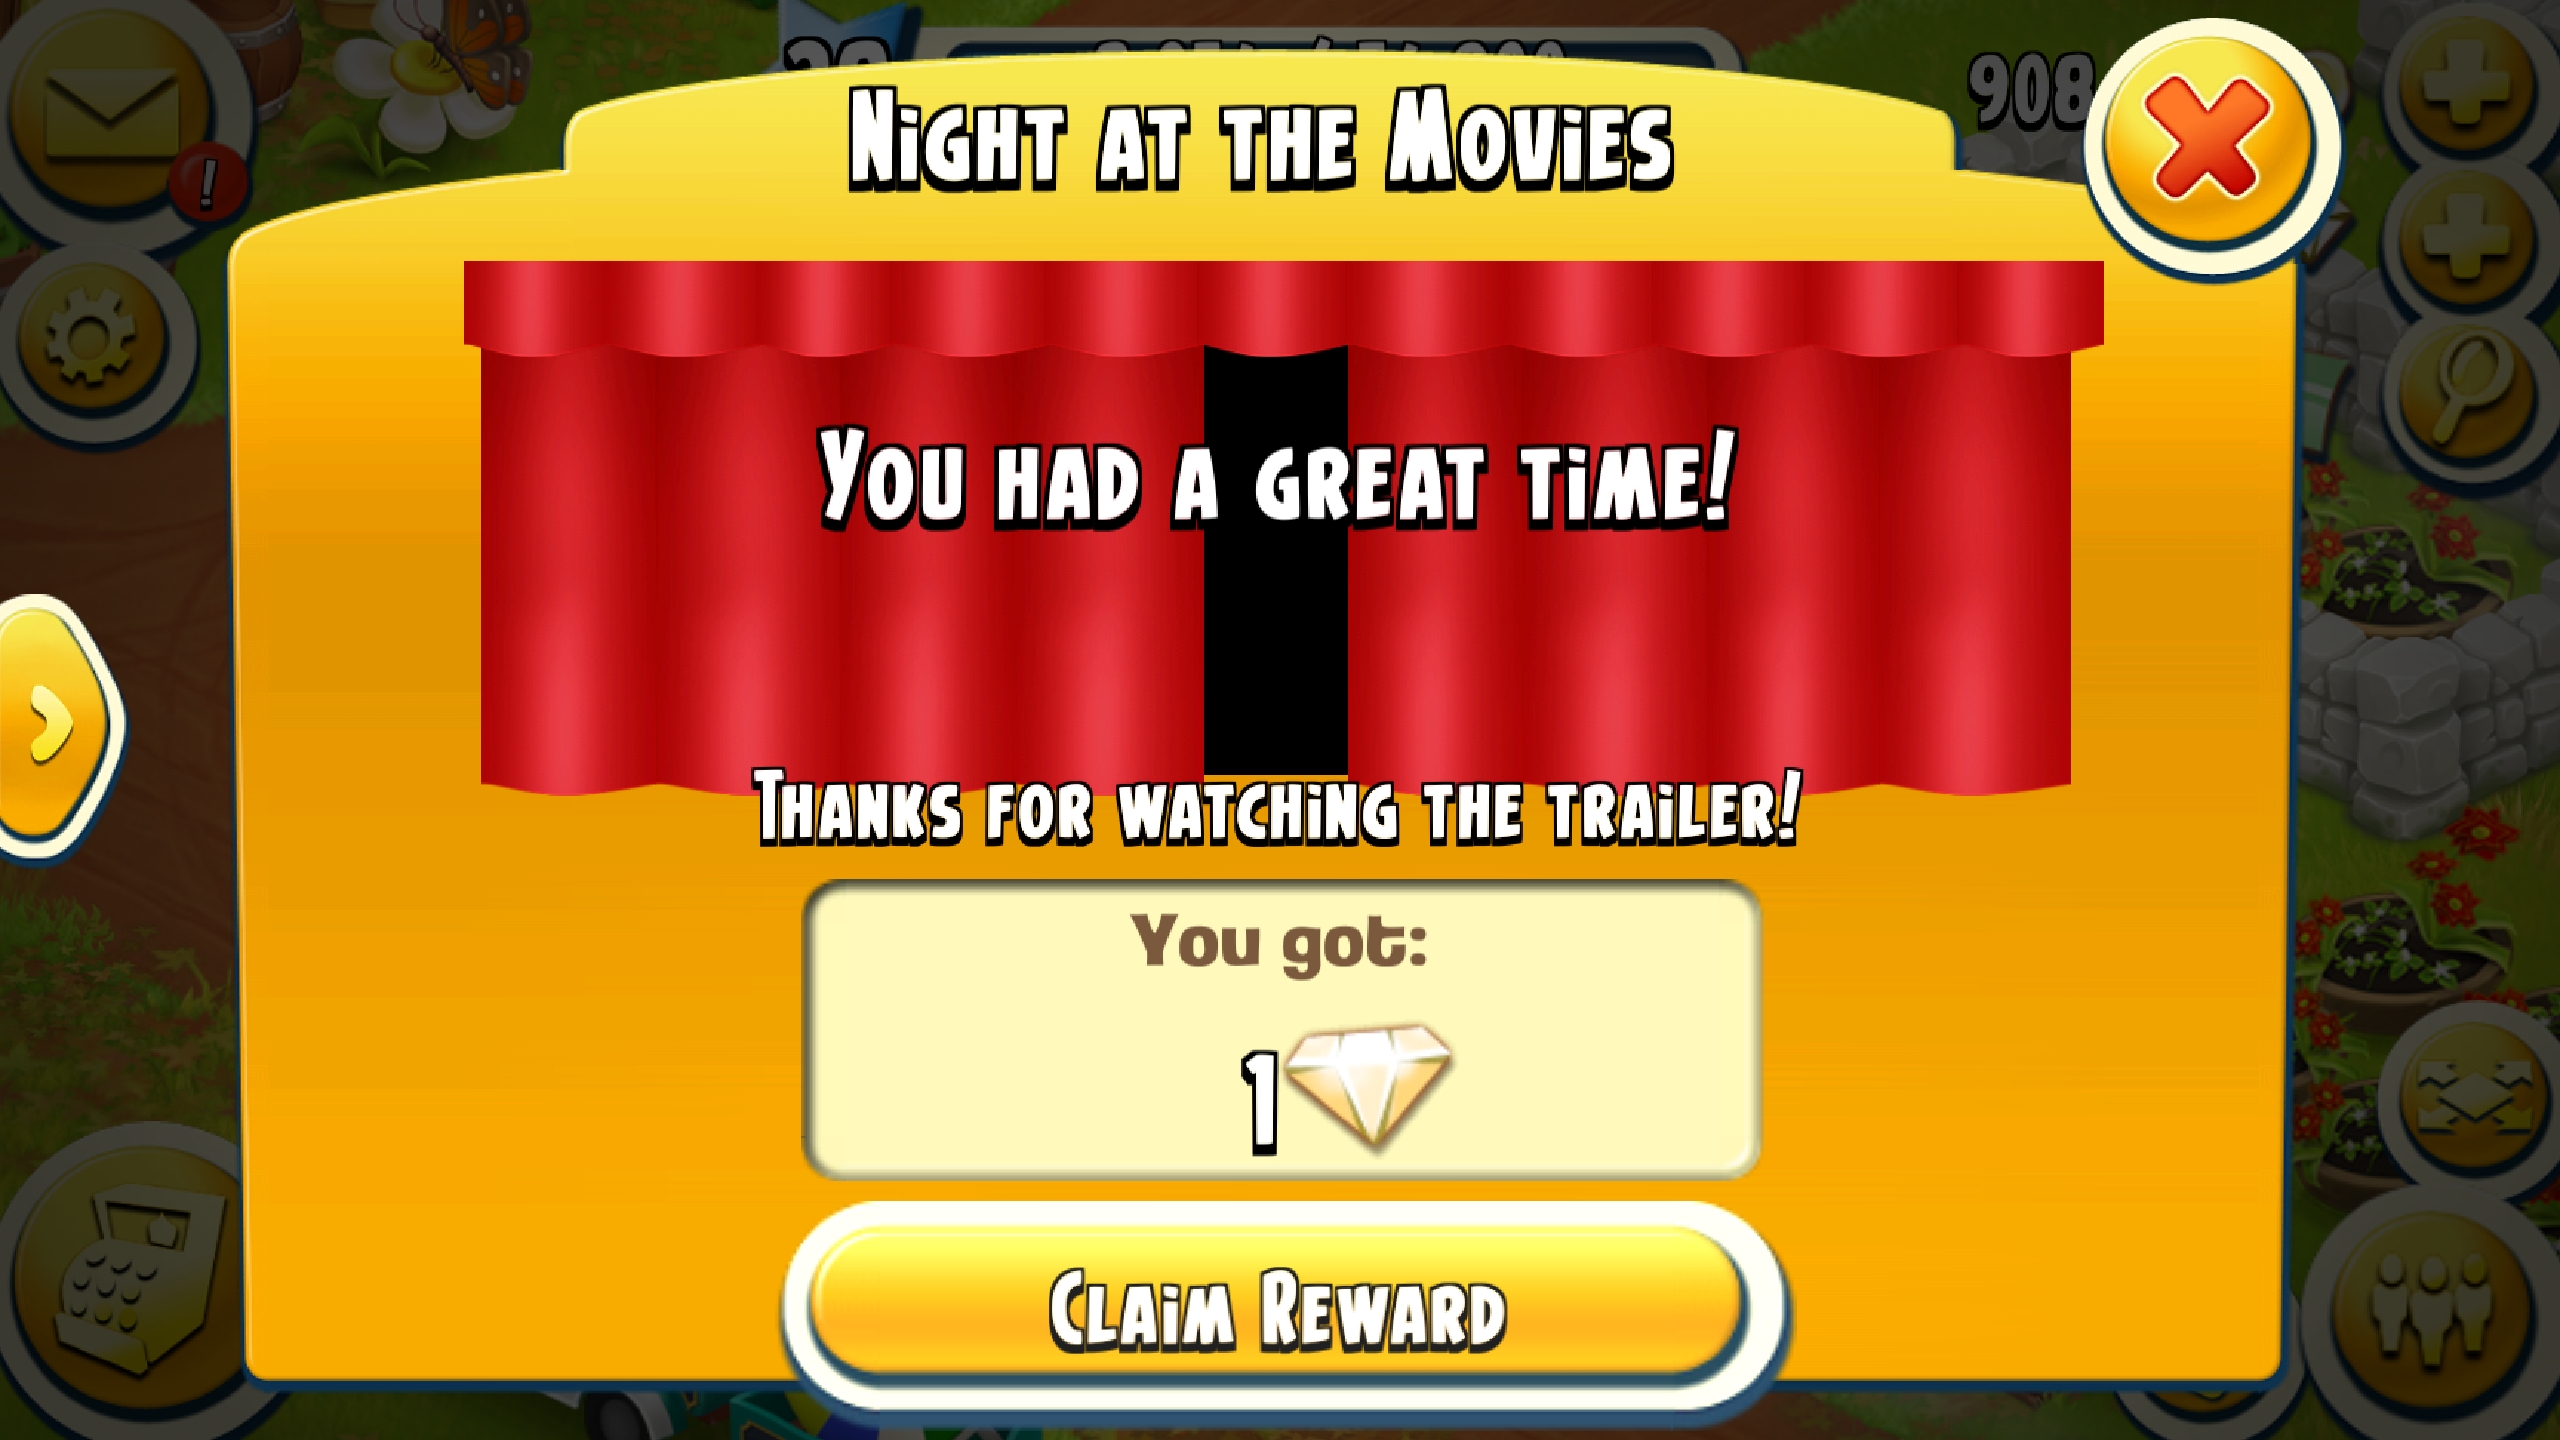 908
Night at the Movies
!
You had a great time!
Thanks for watching the trailer!
You got:
1
Claim Reward